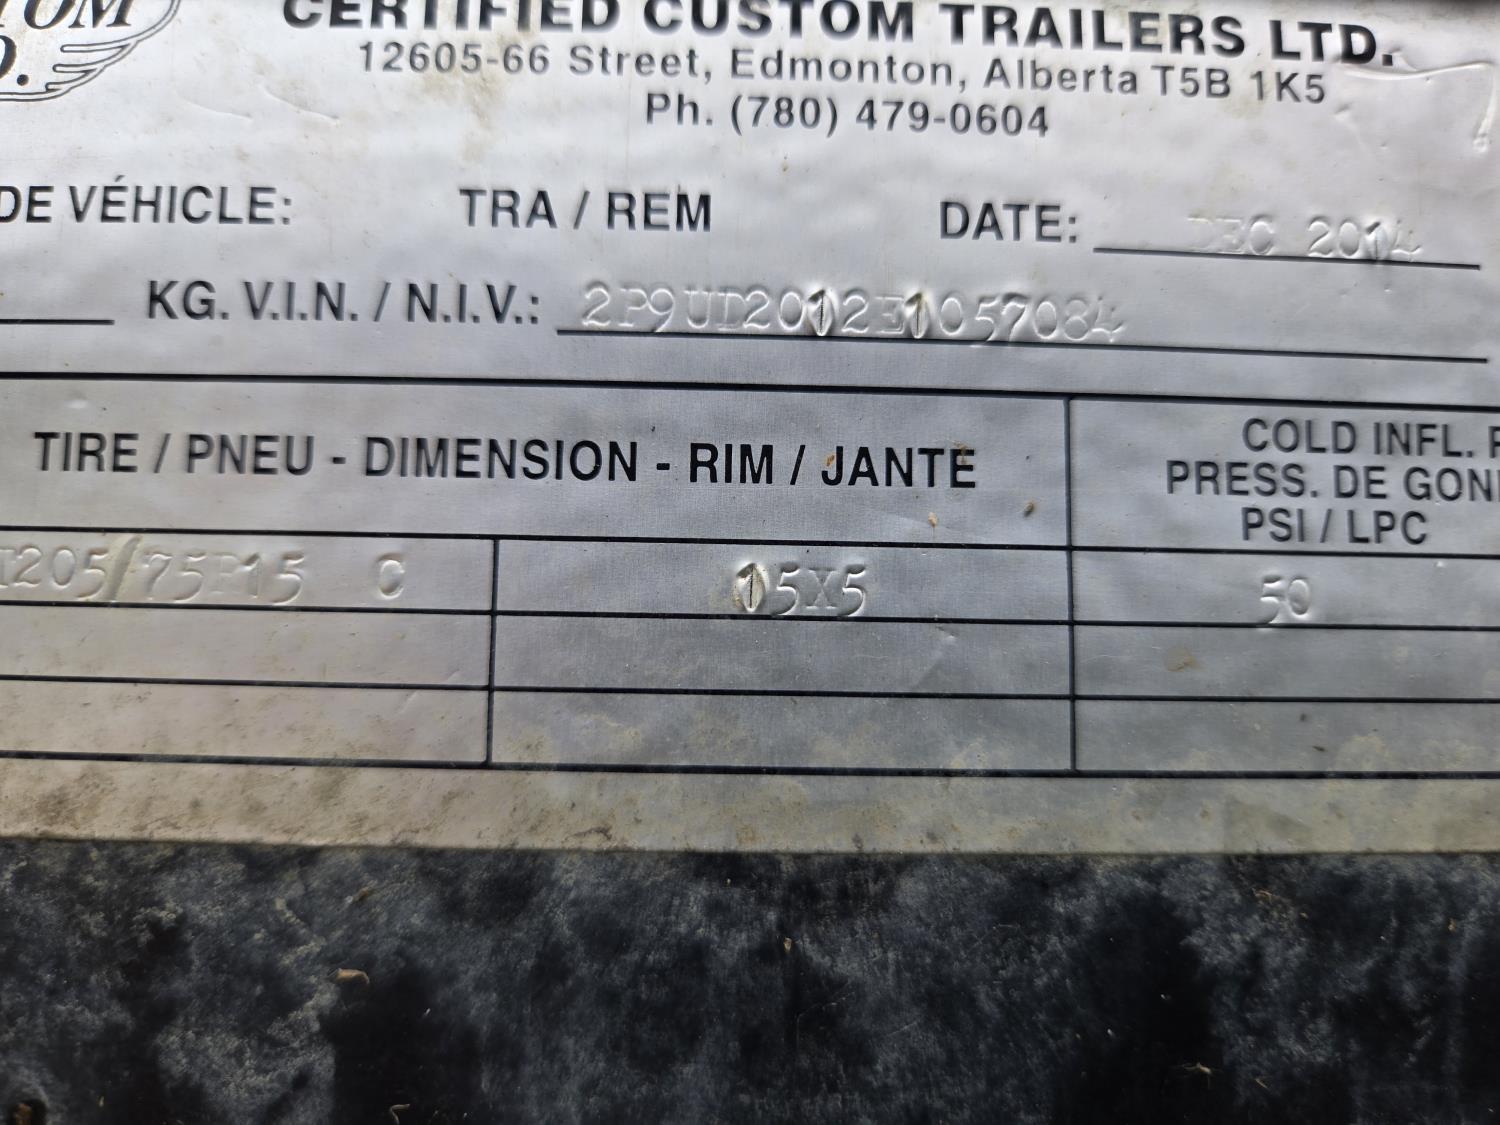 TOM
D.
CERTIFIED CUSTOM TRAILERS LTD.
12605-66 Street, Edmonton, Alberta T5B 1K5
Ph. (780) 479-0604
DE VÉHICLE: TRA / REM DATE: DEC 2014
KG. V.I.N. / N.I.V.: 2P9UD2012E1057084
TIRE / PNEU - DIMENSION - RIM / JANTE
COLD INFL. P
PRESS. DE GON
PSI / LPC
T205/75R15 C 15X5 50